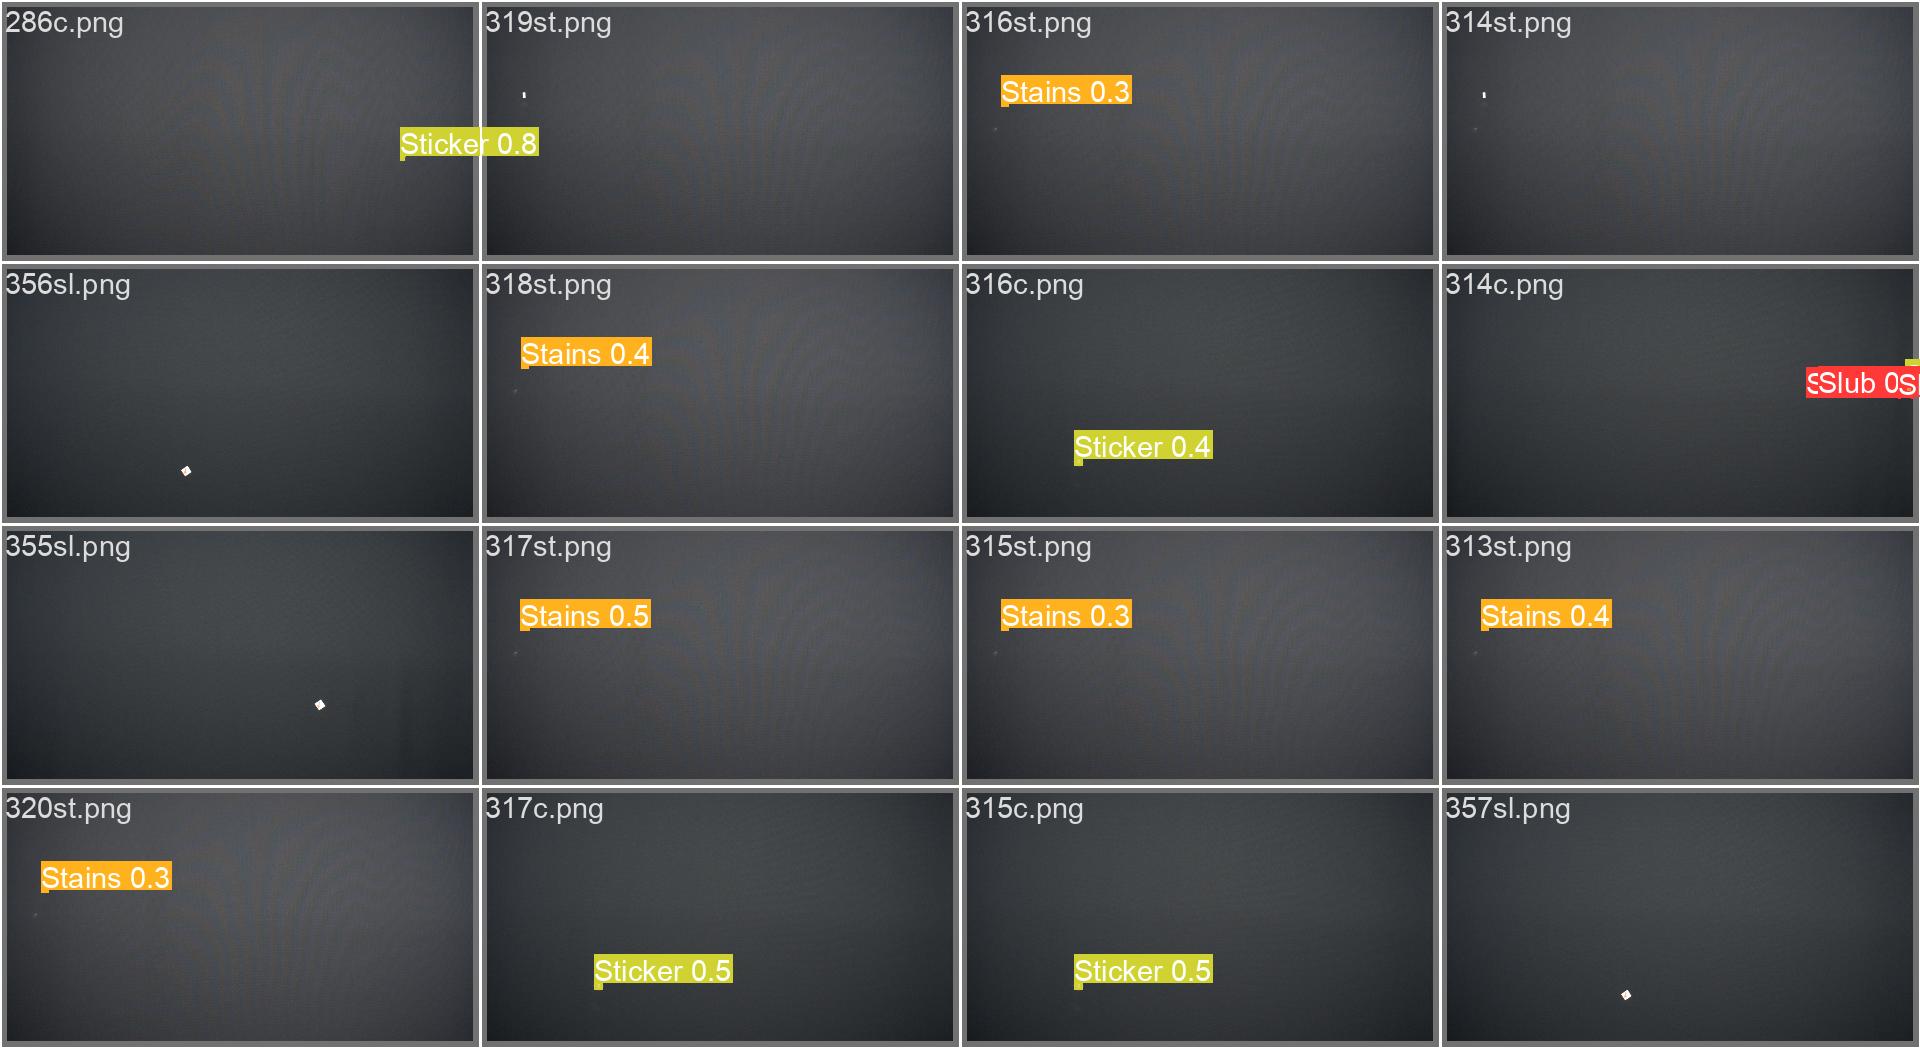 286c.png
319st.png
316st.png
314st.png
Stains 0.3
Sticker 0.8
356sl.png
318st.png
316c.png
314c.png
Stains 0.4
Slub
Sticker 0.4
355sl.png
317st.png
315st.png
313st.png
Stains 0.5
Stains 0.3
Stains 0.4
320st.png
317c.png
315c.png
357sl.png
Stains 0.3
Sticker 0.5
Sticker 0.5